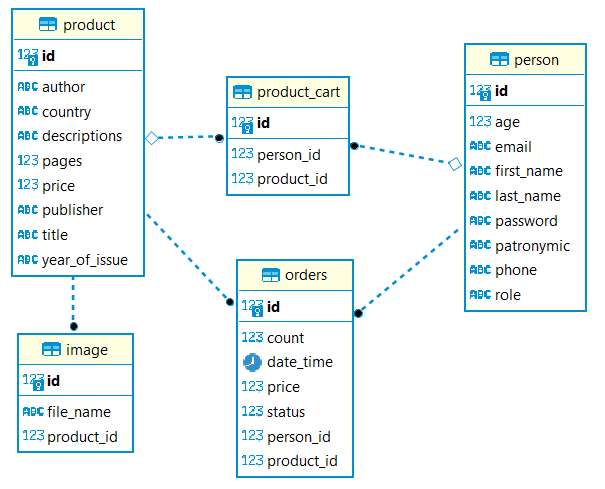 product
123 id
ABC author
ABC country
ABC descriptions
123 pages
123 price
ABC publisher
ABC title
ABC year_of_issue
product_cart
123 id
123 person_id
123 product_id
person
123 id
123 age
ABC email
ABC first_name
ABC last_name
ABC password
ABC patronymic
ABC phone
ABC role
orders
123 id
123 count
date_time
123 price
123 status
123 person_id
123 product_id
image
123 id
ABC file_name
123 product_id